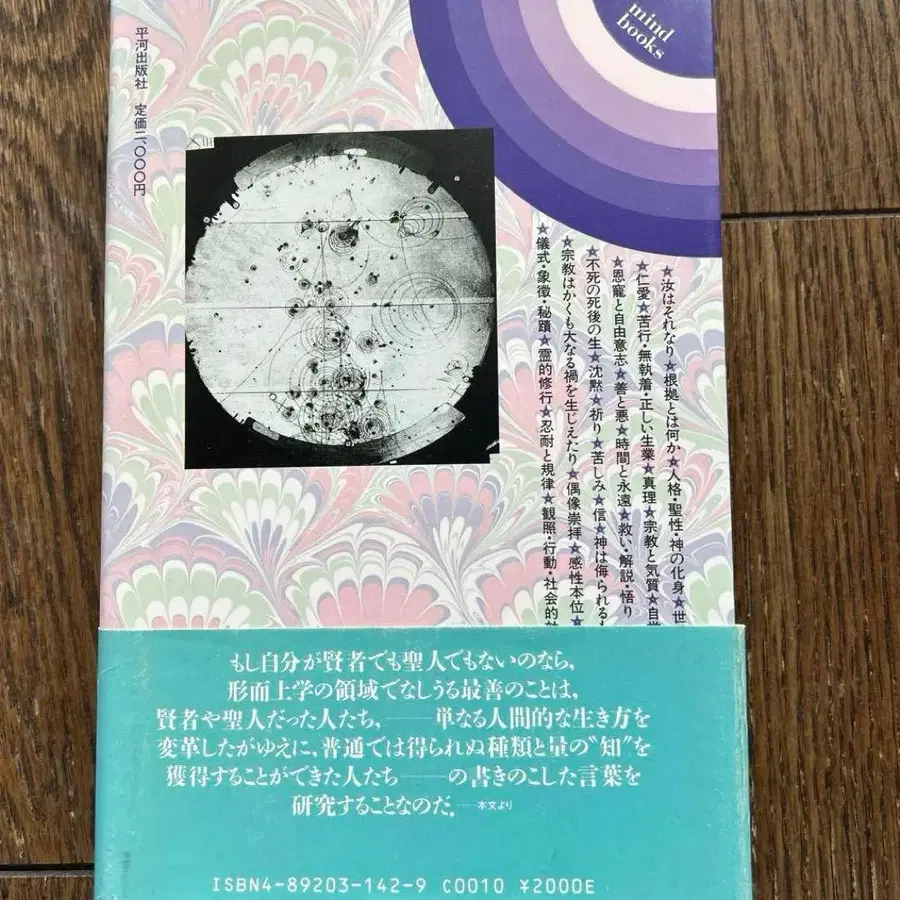 mind
books
平河出版社 定価二、〇〇〇円
★汝はそれなり★根拠とは何か★人格・聖性・神の化身★世
★仁愛★苦行・無執着・正しい生業★真理★宗教と気質★自
★恩寵と自由意志★善と悪★時間と永遠★救い・解脱・悟り
★不死の死後の生★沈黙★祈り★苦しみ★信★神は侮られる
★宗教はかくも大なる禍を生じえたり★偶像崇拝★感性本位★
★儀式・象徴・秘蹟★霊的修行★忍耐と規律★観照・行動・社会的
もし自分が賢者でも聖人でもないのなら,
形而上学の領域でなしうる最善のことは,
賢者や聖人だった人たち,——単なる人間的な生き方を
変革したがゆえに,普通では得られぬ種類と量の〝知〟を
獲得することができた人たち——の書きのこした言葉を
研究することなのだ。……本文より
ISBN4-89203-142-9 C0010 ¥2000E